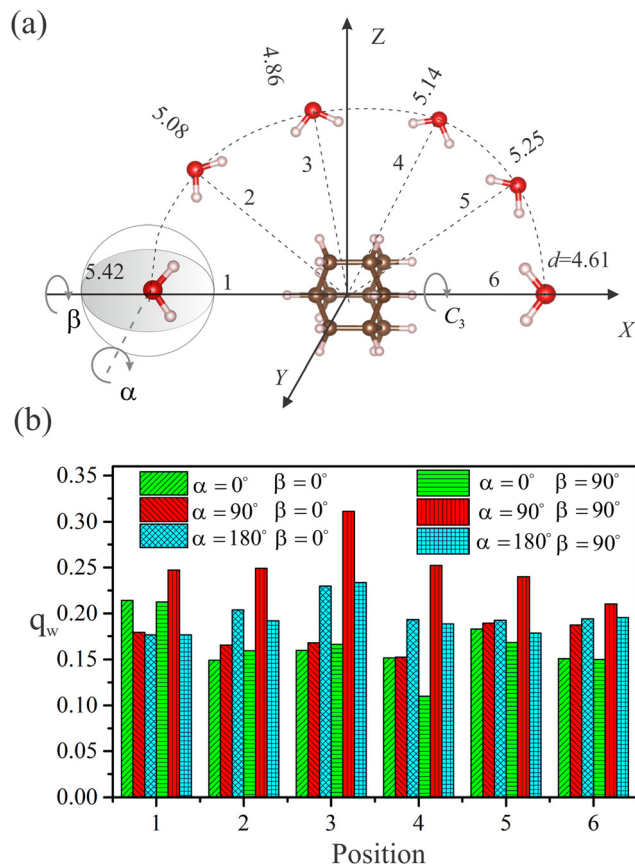 (a)
Z
4.86
5.14
5.08
5.25
3
4
2
5
5.42
1
6
d=4.61
β
C3
X
Y
α
(b)
α = 0° β = 0°
α = 90° β = 0°
α = 180° β = 0°
α = 0° β = 90°
α = 90° β = 90°
α = 180° β = 90°
0.35
0.30
0.25
0.20
0.15
0.10
0.05
0.00
qw
1 2 3 4 5 6
Position